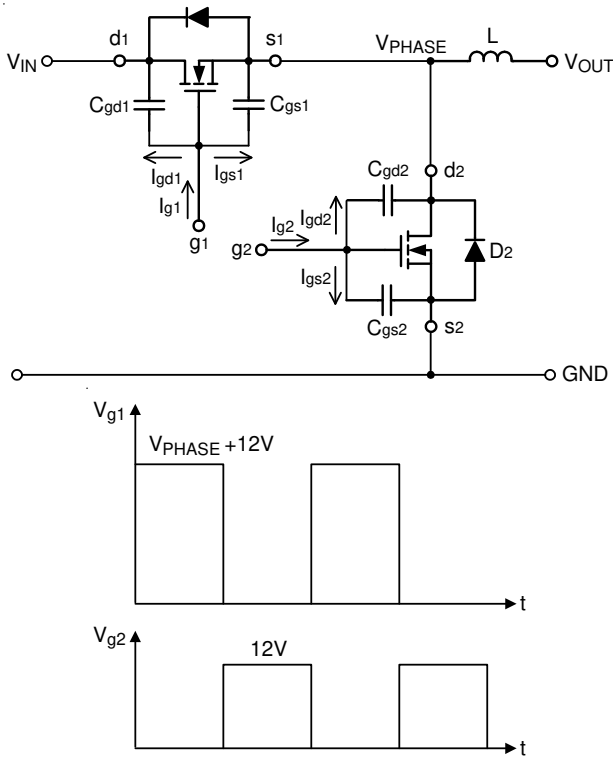 d1
s1
VPHASE
L
VIN
VOUT
Cgd1
Cgs1
Igd1
Igs1
Ig1
g1
Cgd2
d2
Ig2
Igd2
g2
D2
Igs2
Cgs2
s2
GND
Vg1
VPHASE +12V
t
Vg2
12V
t